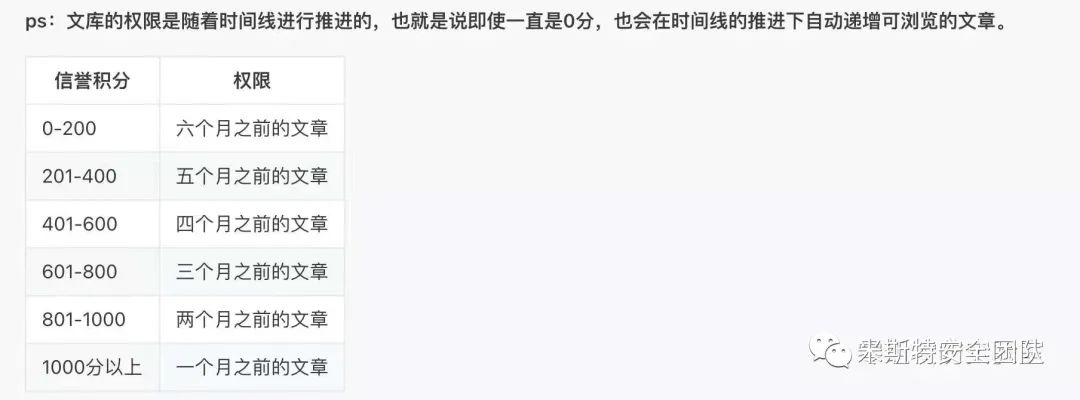 ps：文库的权限是随着时间线进行推进的，也就是说即使一直是0分，也会在时间线的推进下自动递增可浏览的文章。
信誉积分 权限
0-200 六个月之前的文章
201-400 五个月之前的文章
401-600 四个月之前的文章
601-800 三个月之前的文章
801-1000 两个月之前的文章
1000分以上 一个月之前的文章
米斯特安全团队